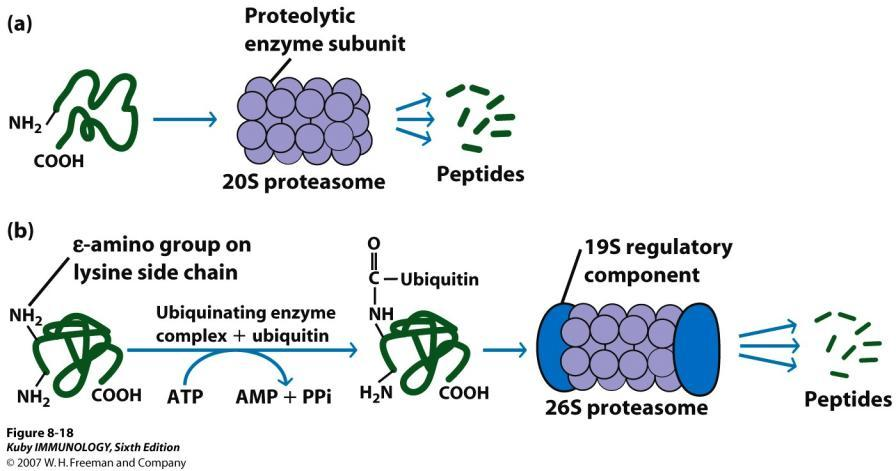 (a)
Proteolytic
enzyme subunit
NH2
COOH
20S proteasome
Peptides
(b)
ε-amino group on
lysine side chain
NH2
NH2
COOH
Ubiquinating enzyme
complex + ubiquitin
ATP
AMP + PPi
O
C
Ubiquitin
NH
H2N
COOH
19S regulatory
component
26S proteasome
Peptides
Figure 8-18
Kuby IMMUNOLOGY, Sixth Edition
© 2007 W. H. Freeman and Company